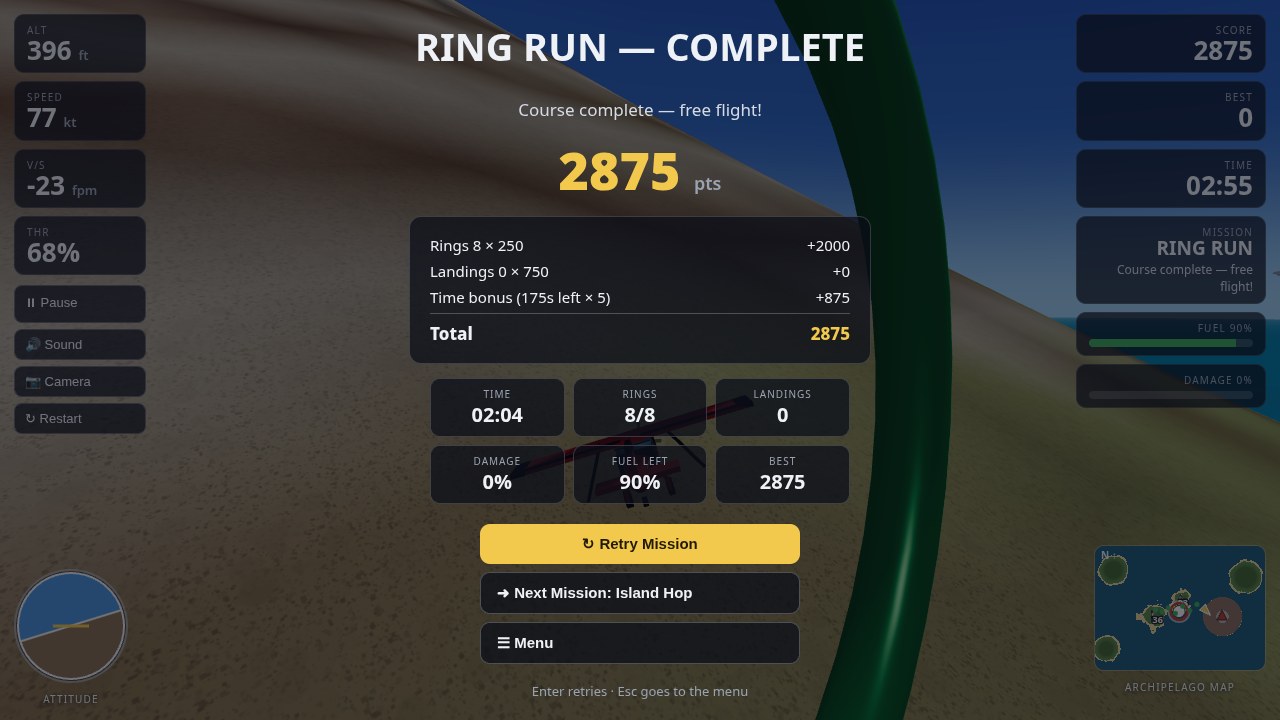 RING RUN — COMPLETE
Course complete — free flight!
2875 pts
Rings 8 × 250 +2000
Landings 0 × 750 +0
Time bonus (175s left × 5) +875
Total 2875
TIME
02:04
RINGS
8/8
LANDINGS
0
DAMAGE
0%
FUEL LEFT
90%
BEST
2875
↻ Retry Mission
➜ Next Mission: Island Hop
☰ Menu
Enter retries · Esc goes to the menu
ALT
396 ft
SPEED
77 kt
V/S
-23 fpm
THR
68%
⏸ Pause
🔊 Sound
📷 Camera
↻ Restart
ATTITUDE
SCORE
2875
BEST
0
TIME
02:55
MISSION
RING RUN
Course complete — free
flight!
FUEL 90%
DAMAGE 0%
N
36
ARCHIPELAGO MAP